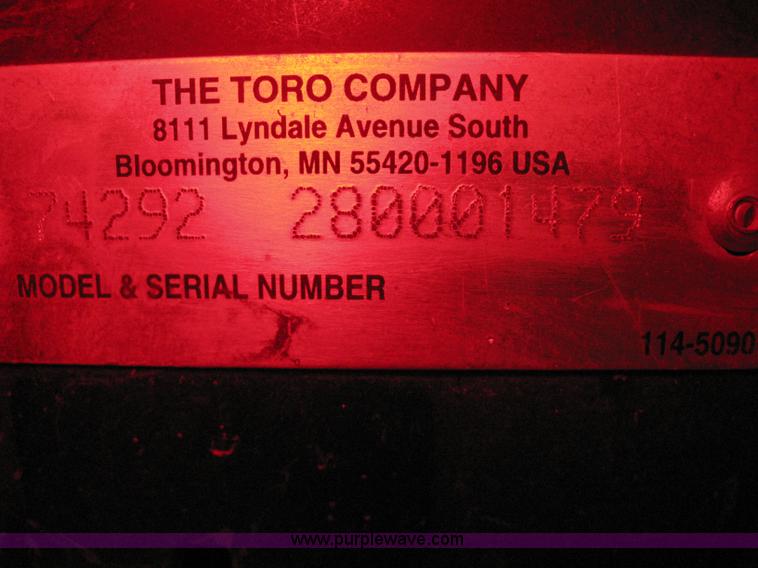 THE TORO COMPANY
8111 Lyndale Avenue South
Bloomington, MN 55420-1196 USA
74292 280001479
MODEL & SERIAL NUMBER
114-5090
www.purplewave.com